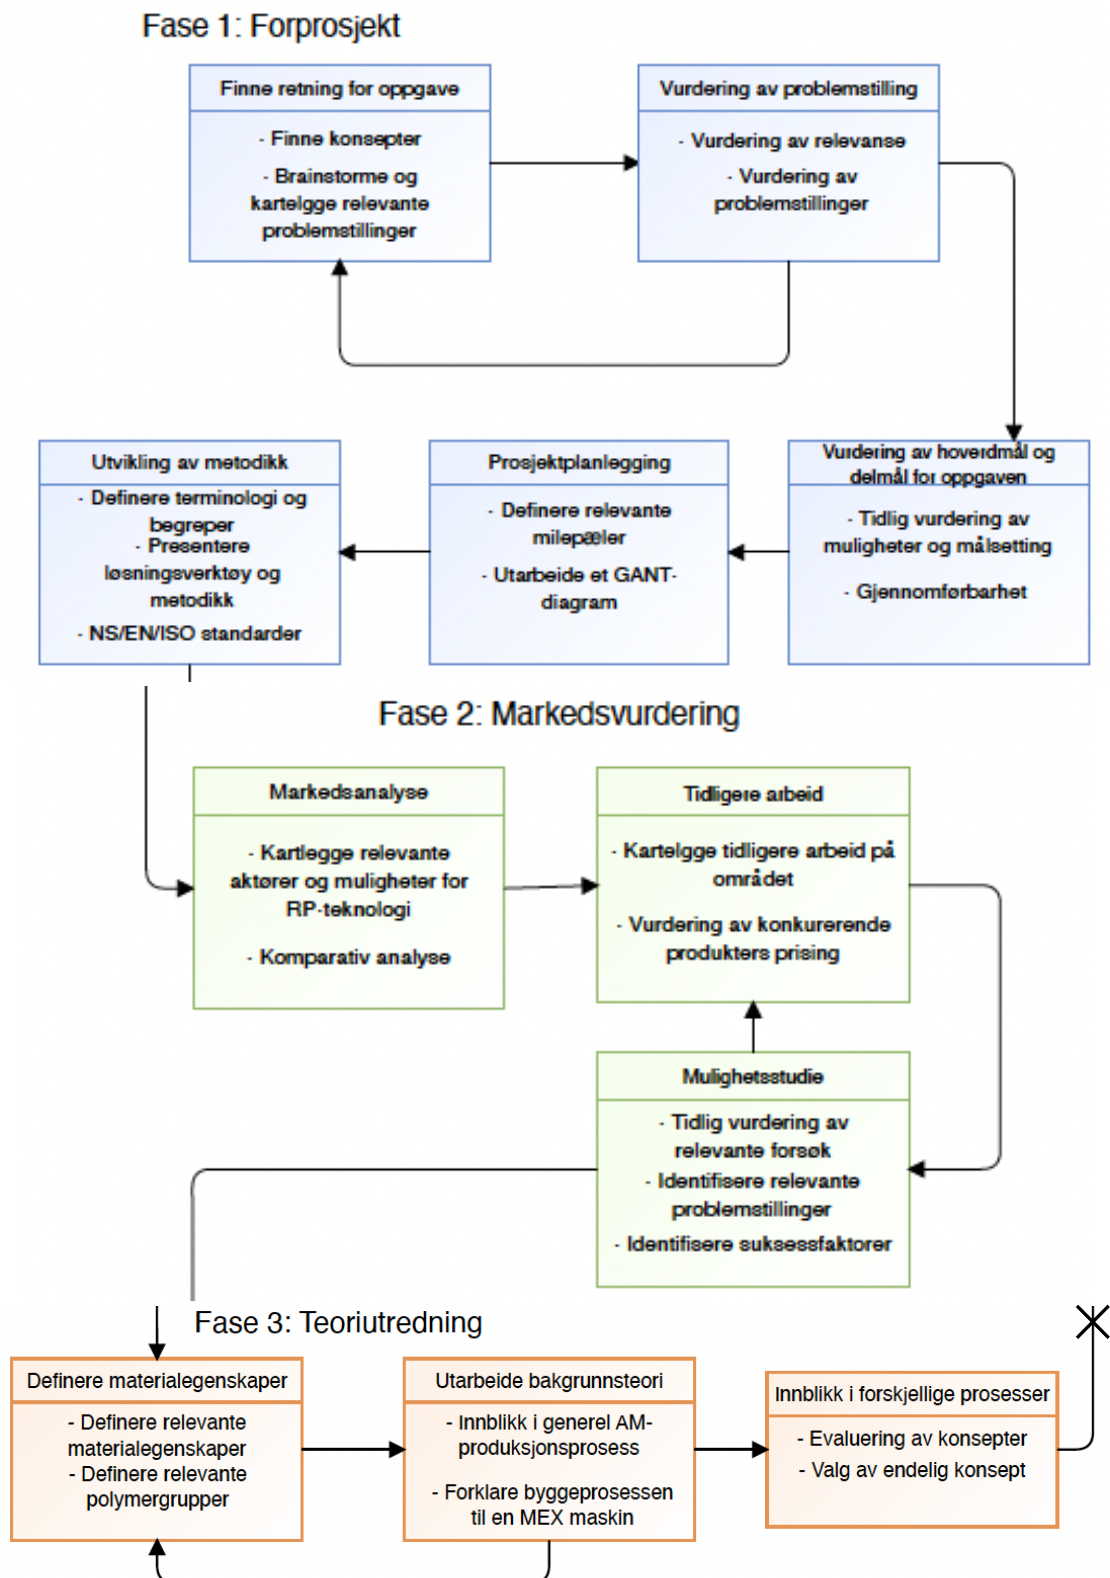 Fase 1: Forprosjekt
Finne retning for oppgave
- Finne konsepter
- Brainstorme og
kartelgge relevante
problemstillinger
Vurdering av problemstilling
- Vurdering av relevanse
- Vurdering av
problemstillinger
Utvikling av metodikk
- Definere terminologi og
begreper
- Presentere
løsningsverktøy og
metodikk
- NS/EN/ISO standarder
Prosjektplanlegging
- Definere relevante
milepæler
- Utarbeide et GANT-
diagram
Vurdering av hoverdmål og
delmål for oppgaven
- Tidlig vurdering av
muligheter og målsetting
- Gjennomførbarhet
Fase 2: Markedsvurdering
Markedsanalyse
- Kartlegge relevante
aktører og muligheter for
RP-teknologi
- Komparativ analyse
Tidligere arbeid
- Kartelgge tidligere arbeid på
området
- Vurdering av konkurerende
produkters prising
Mulighetsstudie
- Tidlig vurdering av
relevante forsøk
- Identifisere relevante
problemstillinger
- Identifisere suksessfaktorer
Fase 3: Teoriutredning
Definere materialegenskaper
- Definere relevante
materialegenskaper
- Definere relevante
polymergrupper
Utarbeide bakgrunnsteori
- Innblikk i generel AM-
produksjonsprosess
- Forklare byggeprosessen
til en MEX maskin
Innblikk i forskjellige prosesser
- Evaluering av konsepter
- Valg av endelig konsept